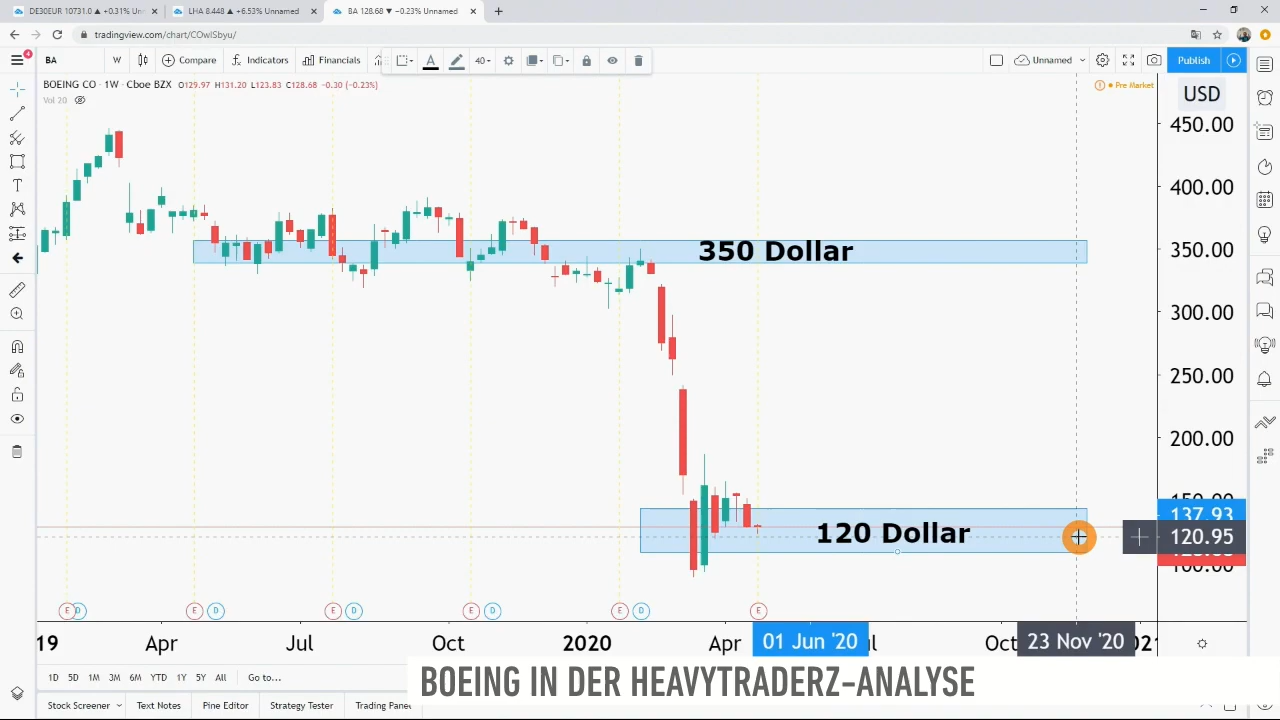 DE30EUR 10731.0 ▲ +0.31% Un
LHA 8.448 ▲ +6.53% Unnamed
BA 128.68 ▼ −0.23% Unnamed
tradingview.com/chart/COwlSbyu/
4
BA
W
Compare
Indicators
Financials
A
40
Unnamed
Publish
BOEING CO · 1W · Cboe BZX O129.97 H131.20 L123.83 C128.68 -0.30 (-0.23%)
Vol 20
Pre Market
USD
450.00
400.00
350.00
300.00
250.00
200.00
150.00
137.93
120.95
100.00
350 Dollar
120 Dollar
E D E D E D E D E D E
19 Apr Jul Oct 2020 Apr 01 Jun '20 Oct 23 Nov '20
1D 5D 1M 3M 6M YTD 1Y 5Y All Go to...
BOEING IN DER HEAVYTRADERZ-ANALYSE
Stock Screener Text Notes Pine Editor Strategy Tester Trading Panel